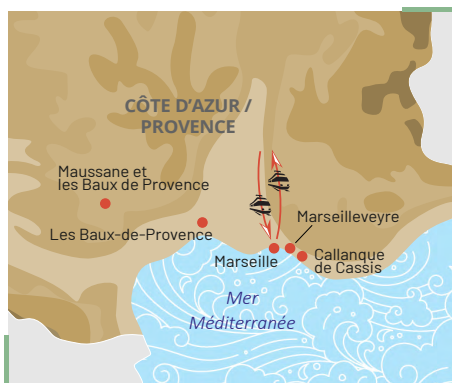 CÔTE D'AZUR /
PROVENCE
Maussane et
les Baux de Provence
Les Baux-de-Provence
Marseilleveyre
Marseille
Callanque
de Cassis
Mer
Méditerranée